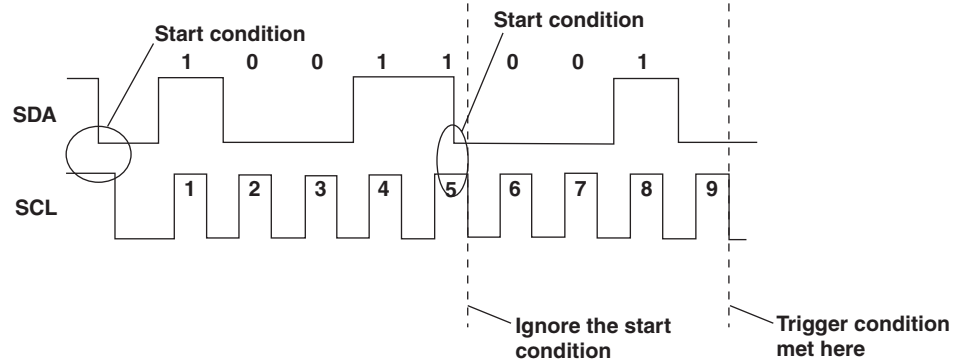 Start condition
Start condition
1 0 0 1 1 0 0 1
SDA
SCL
1 2 3 4 5 6 7 8 9
Ignore the start
condition
Trigger condition
met here